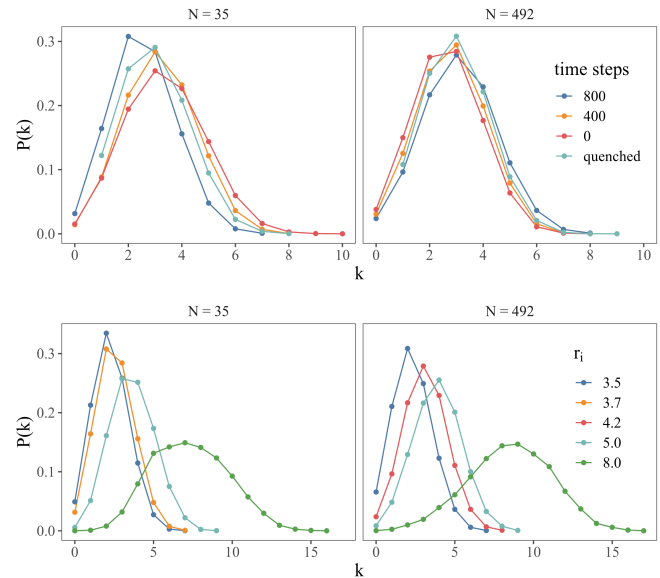 N = 35
N = 492
P(k)
0.3
0.2
0.1
0.0
time steps
800
400
0
quenched
0 2 4 6 8 10
0 2 4 6 8 10
k
N = 35
N = 492
P(k)
0.3
0.2
0.1
0.0
r_i
3.5
3.7
4.2
5.0
8.0
0 5 10 15
0 5 10 15
k